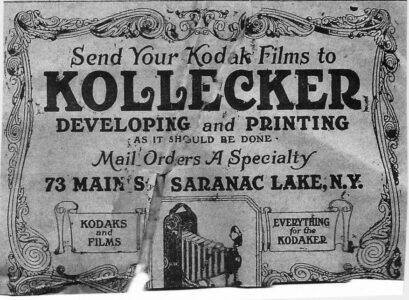 Send Your Kodak Films to
KOLLECKER
DEVELOPING and PRINTING
AS IT SHOULD BE DONE
Mail Orders A Specialty
73 MAIN ST SARANAC LAKE, N.Y.
KODAKS
and
FILMS
EVERYTHING
for the
KODAKER